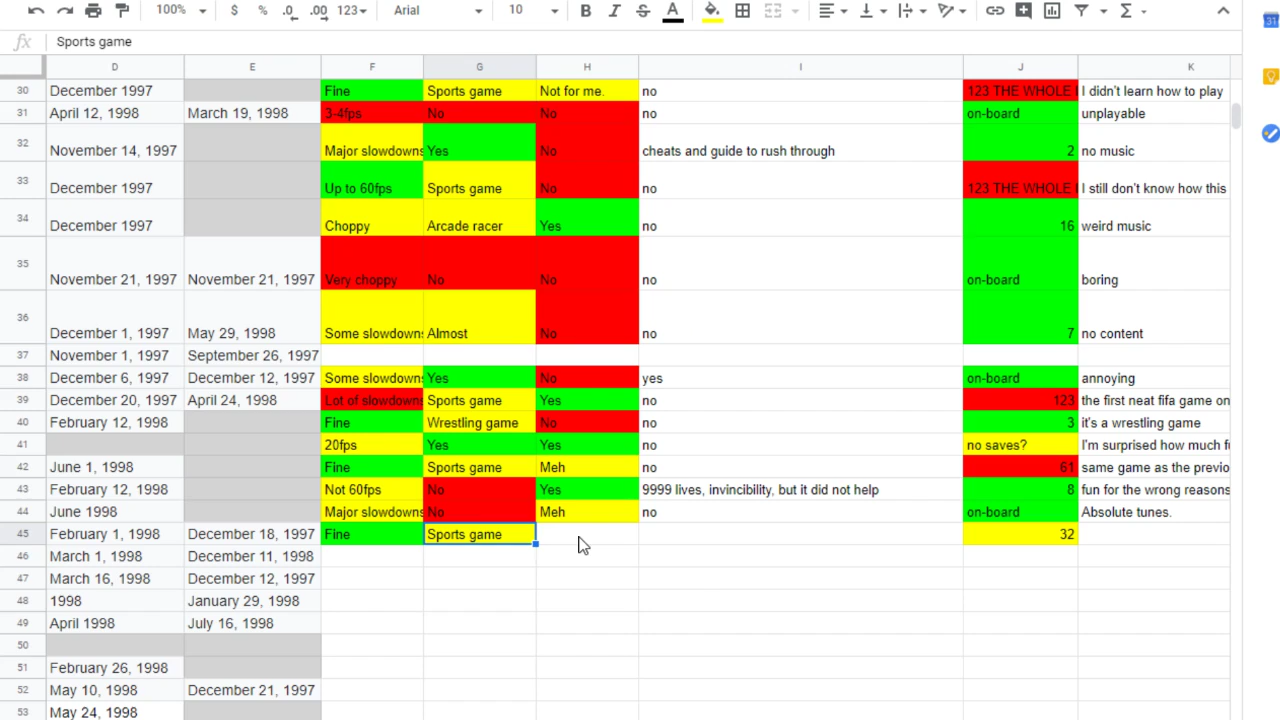 100% $ % .0 .00 123 Arial 10 B I S A Σ 31
fx Sports game
D E F G H I J K
30 December 1997 Fine Sports game Not for me. no 123 THE WHOLE I didn't learn how to play
31 April 12, 1998 March 19, 1998 3-4fps No No no on-board unplayable
32 November 14, 1997 Major slowdowns Yes No cheats and guide to rush through 2 no music
33 December 1997 Up to 60fps Sports game No no 123 THE WHOLE I still don't know how this
34 December 1997 Choppy Arcade racer Yes no 16 weird music
35 November 21, 1997 November 21, 1997 Very choppy No No no on-board boring
36 December 1, 1997 May 29, 1998 Some slowdowns Almost No no 7 no content
37 November 1, 1997 September 26, 1997
38 December 6, 1997 December 12, 1997 Some slowdowns Yes No yes on-board annoying
39 December 20, 1997 April 24, 1998 Lot of slowdowns Sports game Yes no 123 the first neat fifa game on
40 February 12, 1998 Fine Wrestling game No no 3 it's a wrestling game
41 20fps Yes Yes no no saves? I'm surprised how much
42 June 1, 1998 Fine Sports game Meh no 61 same game as the previo
43 February 12, 1998 Not 60fps No Yes 9999 lives, invincibility, but it did not help 8 fun for the wrong reasons
44 June 1998 Major slowdowns No Meh no on-board Absolute tunes.
45 February 1, 1998 December 18, 1997 Fine Sports game 32
46 March 1, 1998 December 11, 1998
47 March 16, 1998 December 12, 1997
48 1998 January 29, 1998
49 April 1998 July 16, 1998
50
51 February 26, 1998
52 May 10, 1998 December 21, 1997
53 May 24, 1998